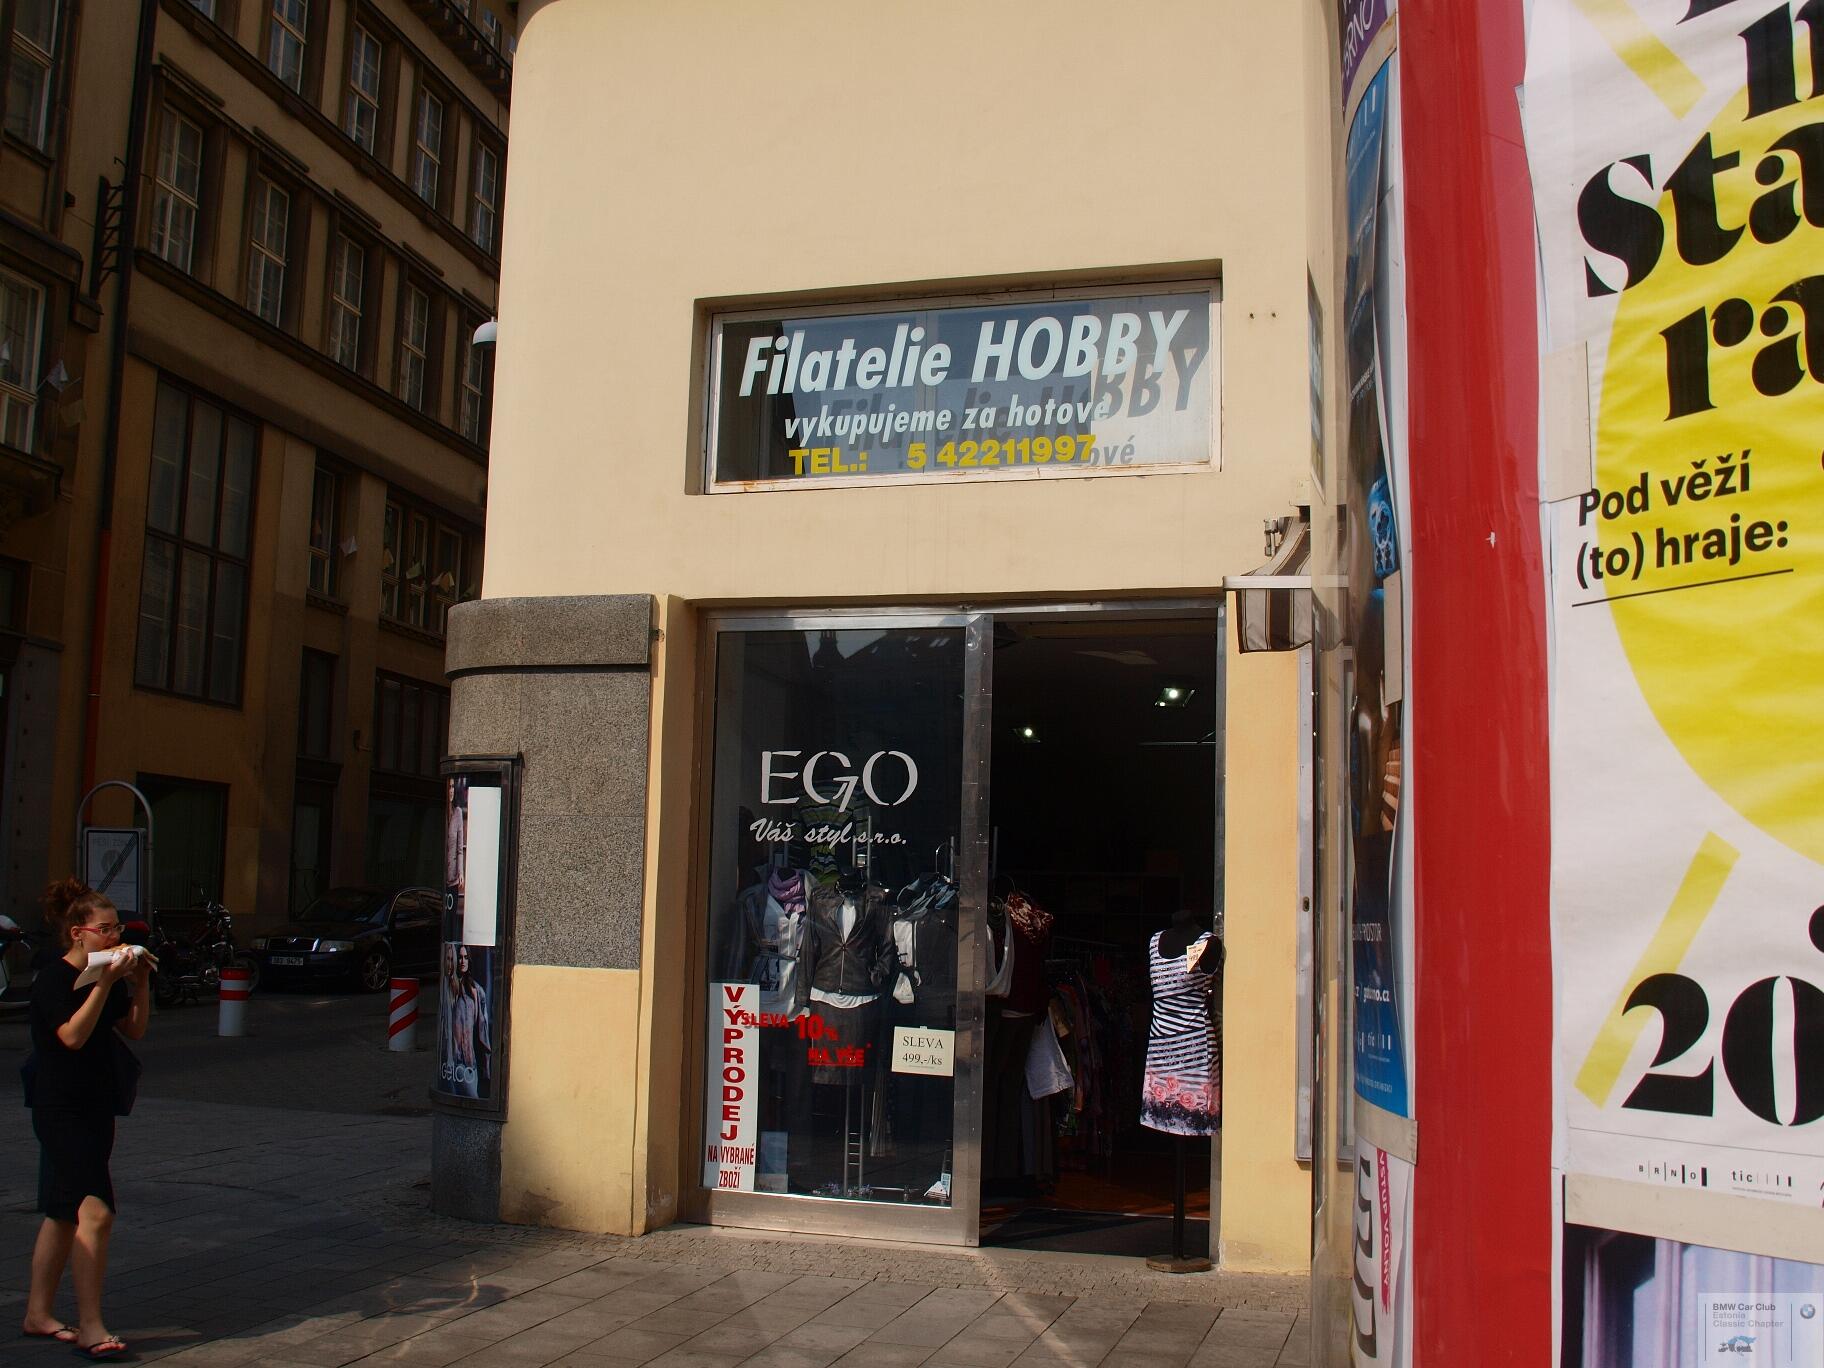 Filatelie HOBBY
vykupujeme za hotové
TEL.: 5 42211997
EGO
Váš styl s.r.o.
VÝPRODEJ
NA VYBRANÉ
ZBOŽÍ
SLEVA 10%
NA VŠE
SLEVA
499,-/ks
GetCo
Sta
ra
Pod věží
(to) hraje:
20
BRNO
tic
VSTUP VOLNÝ
BMW Car Club
Estonia
Classic Chapter